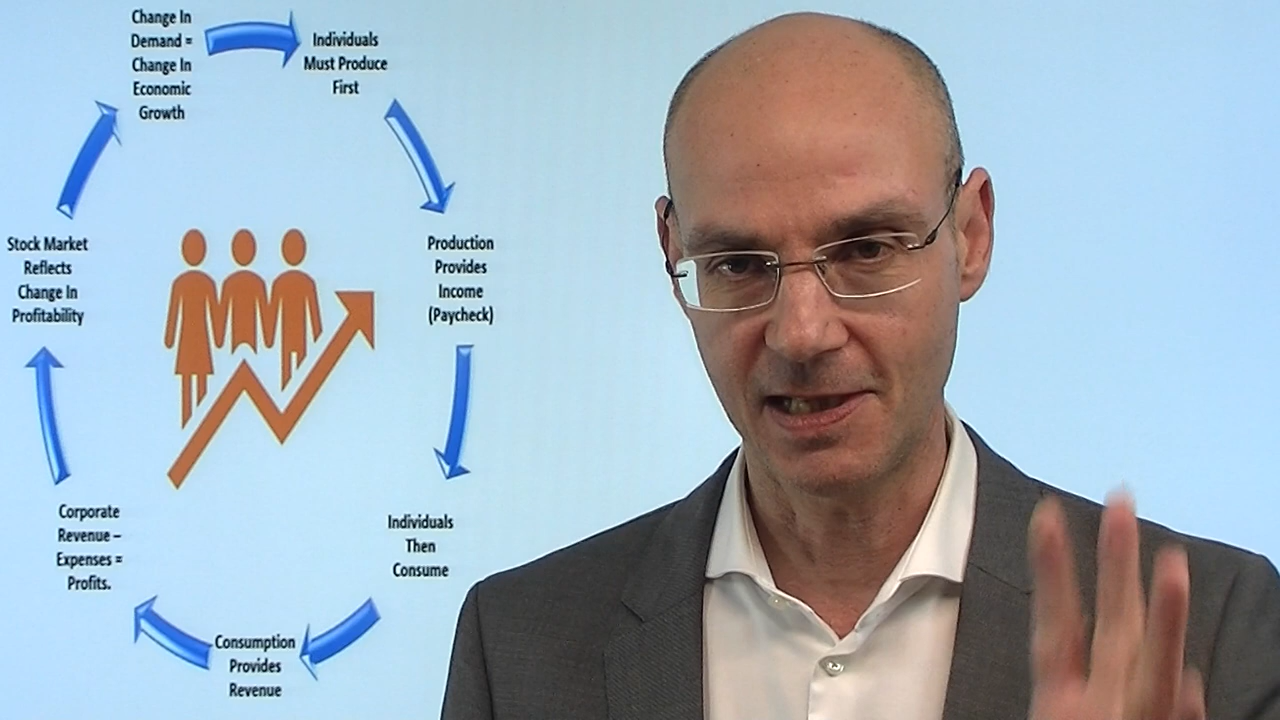 Change In
Demand =
Change In
Economic
Growth
Individuals
Must Produce
First
Production
Provides
Income
(Paycheck)
Individuals
Then
Consume
Consumption
Provides
Revenue
Corporate
Revenue –
Expenses =
Profits.
Stock Market
Reflects
Change In
Profitability